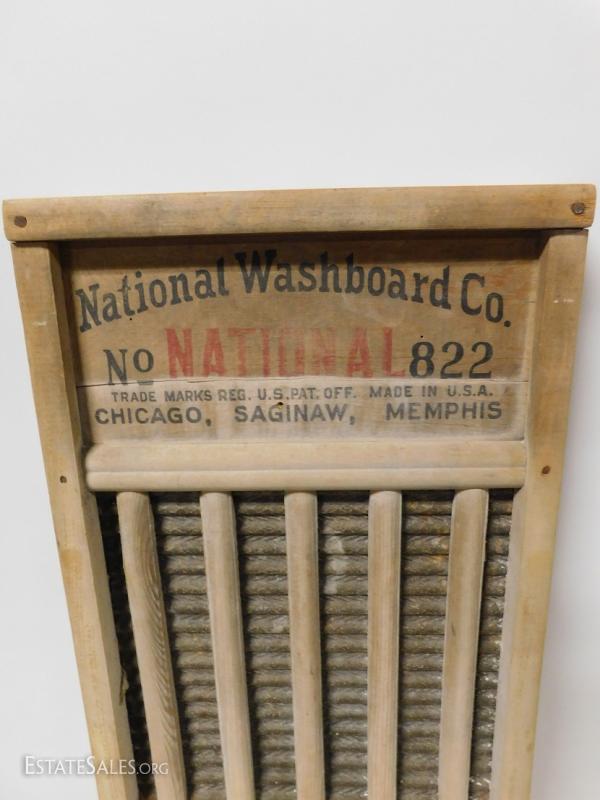 National Washboard Co.
No NATIONAL 822
TRADE MARKS REG. U.S. PAT. OFF. MADE IN U.S.A.
CHICAGO, SAGINAW, MEMPHIS
ESTATESALES.ORG